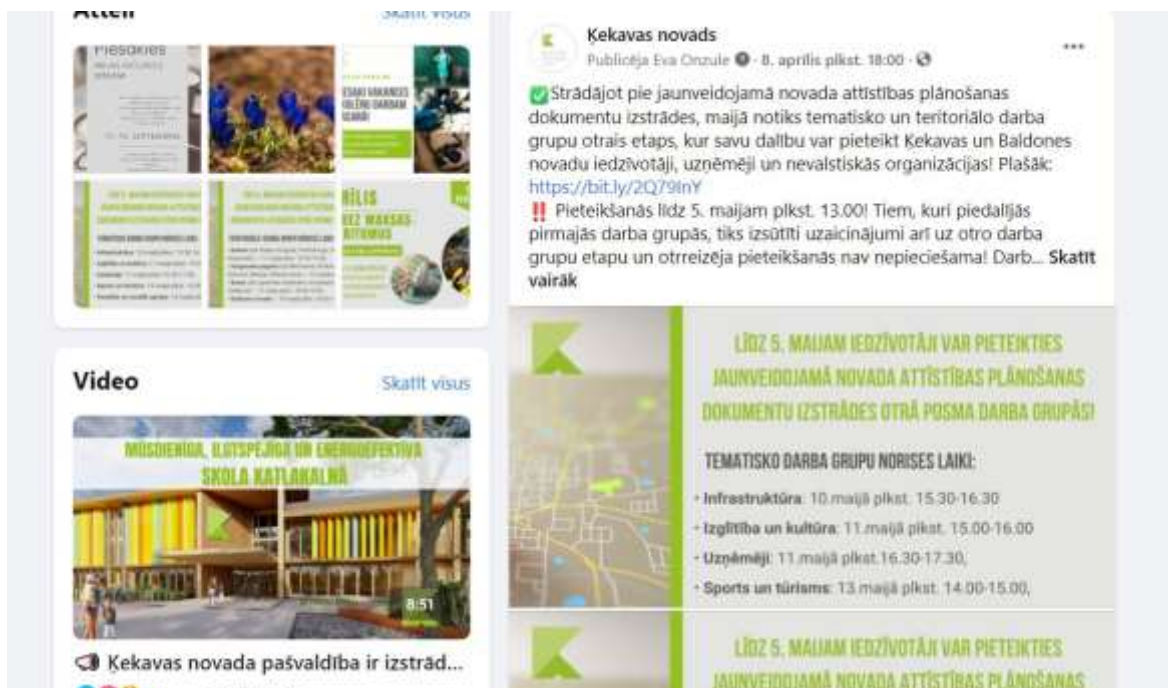 Attēli
Skatīt visus
Piesakies
Video
Skatīt visus
MŪSDIENĪGA, ILGTSPĒJĪGA UN ENERGOEFEKTĪVA
SKOLA KATLAKALNĀ
8:51
Ķekavas novada pašvaldība ir izstrād...
Ķekavas novads
Publicēja Eva Onzule · 8. aprīlis plkst. 18:00 ·
Strādājot pie jaunveidojamā novada attīstības plānošanas
dokumentu izstrādes, maijā notiks tematisko un teritoriālo darba
grupu otrais etaps, kur savu dalību var pieteikt Ķekavas un Baldones
novadu iedzīvotāji, uzņēmēji un nevalstiskās organizācijas! Plašāk:
https://bit.ly/2Q79InY
‼ Pieteikšanās līdz 5. maijam plkst. 13.00! Tiem, kuri piedalījās
pirmajās darba grupās, tiks izsūtīti uzaicinājumi arī uz otro darba
grupu etapu un otrreizēja pieteikšanās nav nepieciešama! Darb... Skatīt
vairāk
LĪDZ 5. MAIJAM IEDZĪVOTĀJI VAR PIETEIKTIES
JAUNVEIDOJAMĀ NOVADA ATTĪSTĪBAS PLĀNOŠANAS
DOKUMENTU IZSTRĀDES OTRĀ POSMA DARBA GRUPĀS!
TEMATISKO DARBA GRUPU NORISES LAIKI:
• Infrastruktūra: 10.maijā plkst. 15.30-16.30
• Izglītība un kultūra: 11.maijā plkst. 15.00-16.00
• Uzņēmēji: 11.maijā plkst.16.30-17.30,
• Sports un tūrisms: 13.maijā plkst. 14.00-15.00,
LĪDZ 5. MAIJAM IEDZĪVOTĀJI VAR PIETEIKTIES
JAUNVEIDOJAMĀ NOVADA ATTĪSTĪBAS PLĀNOŠANAS